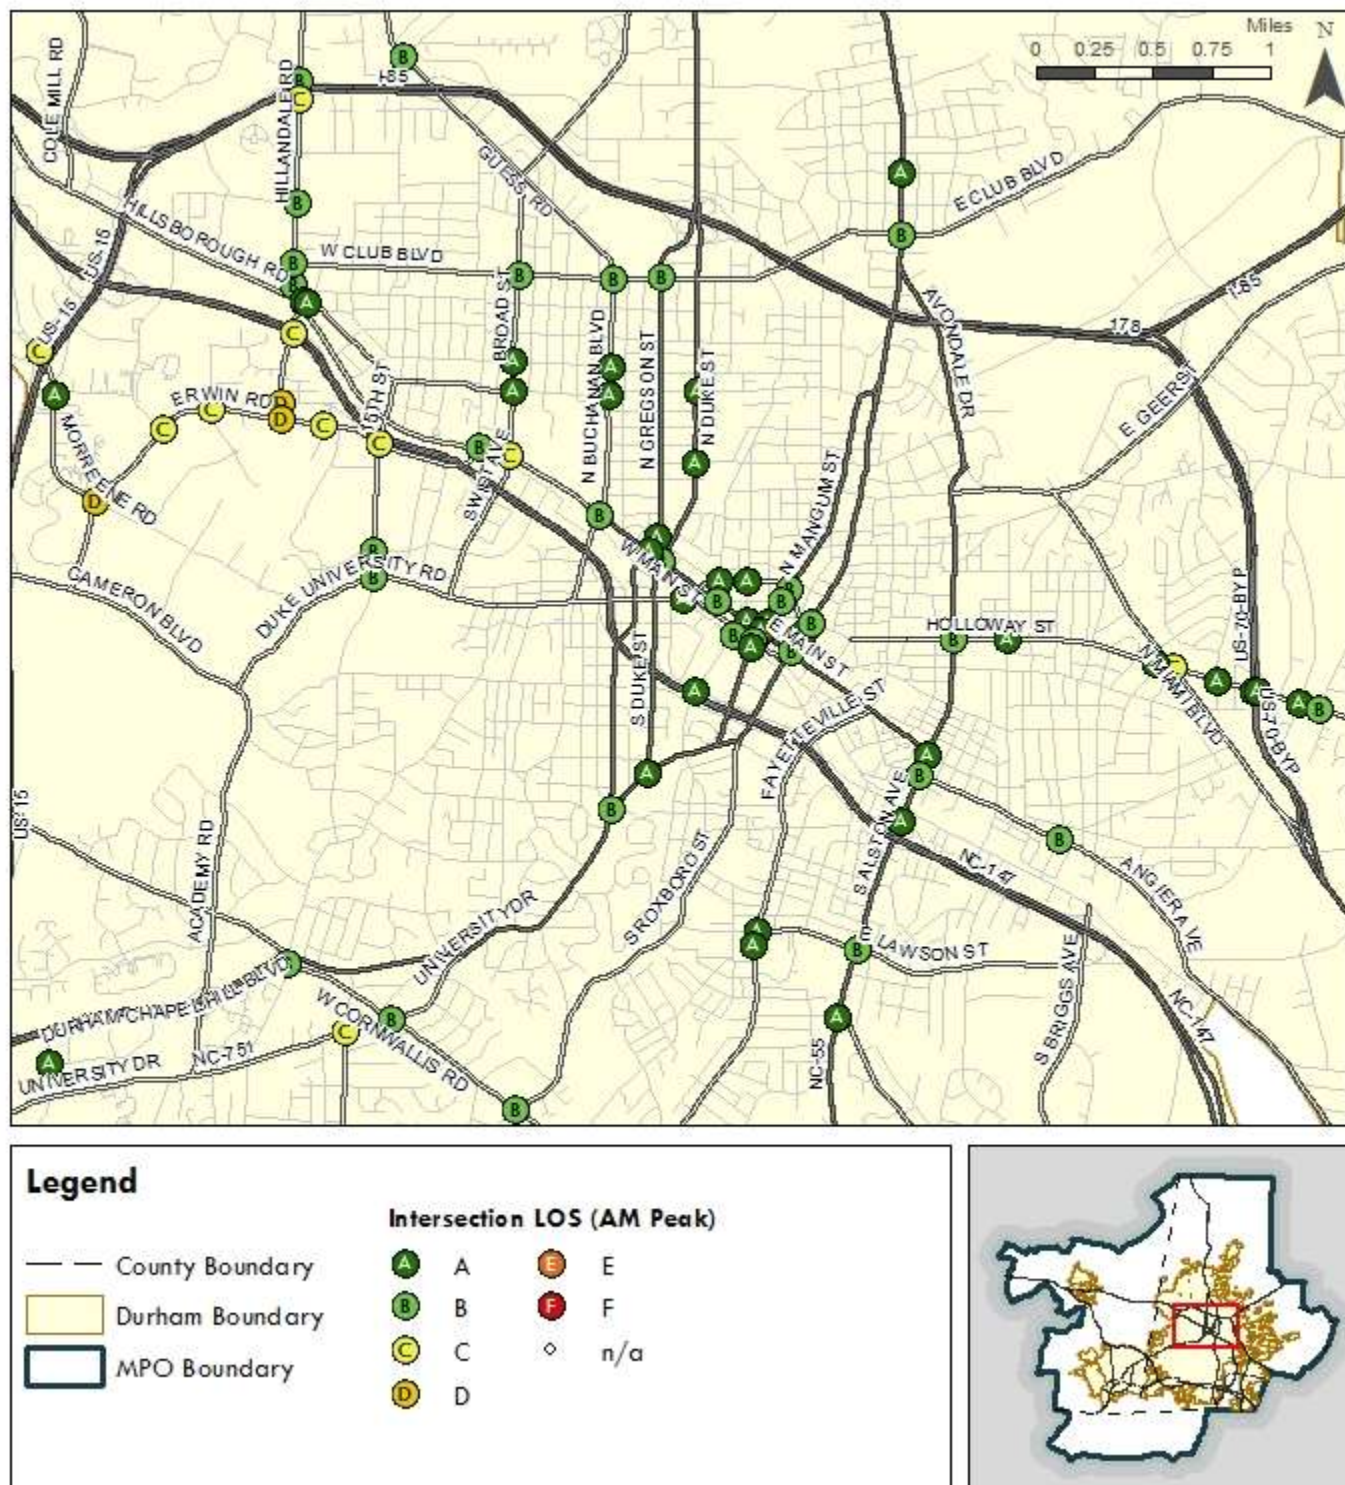 Miles N
0 0.25 0.5 0.75 1
COLE MILL RD
HILLANDALE RD
I-85
GUESS RD
E CLUB BLVD
HILLSBOROUGH RD
US-15
W CLUB BLVD
US-15
BROAD ST
N BUCHANAN BLVD
N GREGSON ST
N DUKE ST
AVONDALE DR
178
I-85
15TH ST
ERWIN RD
E GEER ST
MORREENE RD
SWIFT AVE
N MANGUM ST
W MAIN ST
CAMERON BLVD
DUKE UNIVERSITY RD
E MAIN ST
HOLLOWAY ST
US-70-BYP
N MIAMI BLVD
US-70-BYP
S DUKE ST
FAYETTEVILLE ST
US-15
ACADEMY RD
S ROXBORO ST
S ALSTON AVE
NC-147
ANGIER AVE
UNIVERSITY DR
E LAWSON ST
S BRIGGS AVE
NC-147
W CORNWALLIS RD
NC-751
UNIVERSITY DR
NC-55
B
B
C
A
B
B
B
B
B
B
B
A
C
C
A
A
A
A
A
A
A
D
C
C
C
C
B
C
D
A
B
B
B
A
A
A
B
B
B
B
A
B
B
A
C
A
A
A
B
A
A
B
A
B
A
B
A
A
B
B
A
B
C
A
B
Legend
Intersection LOS (AM Peak)
County Boundary A A E E
Durham Boundary B B F F
MPO Boundary C C n/a
D D